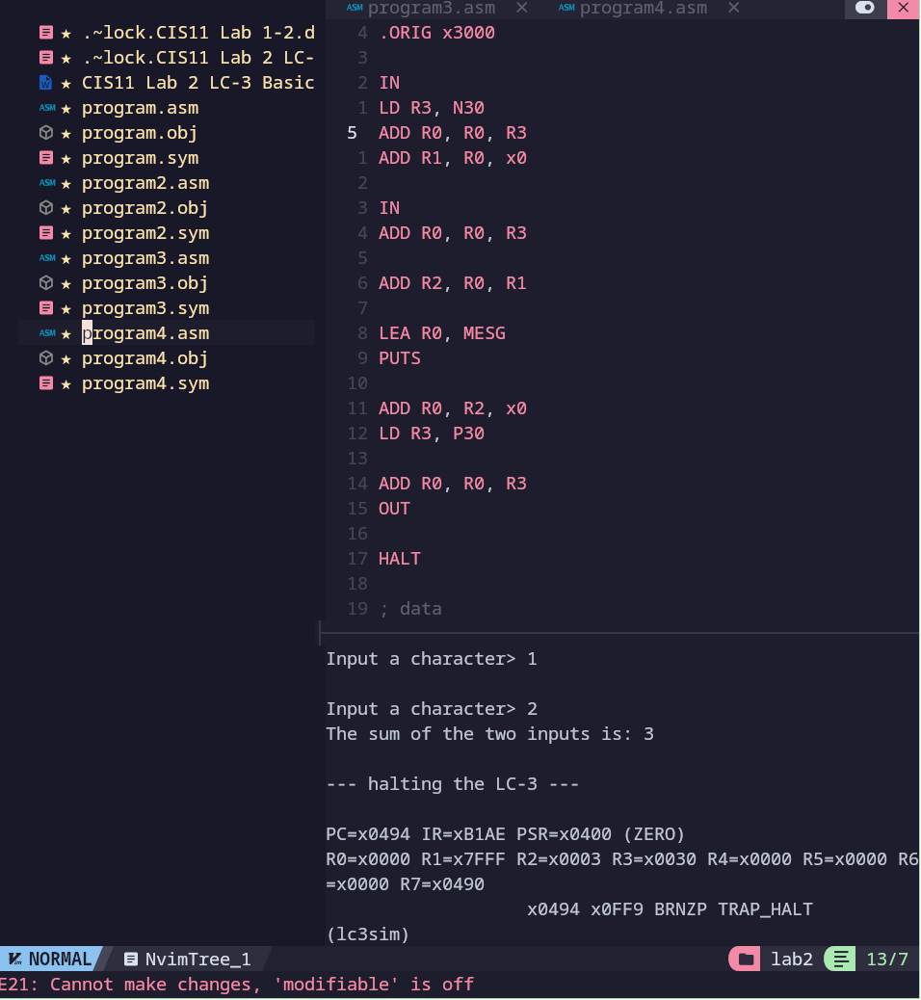 ASM program3.asm × ASM program4.asm ×
.~lock.CIS11 Lab 1-2.d
.~lock.CIS11 Lab 2 LC-
CIS11 Lab 2 LC-3 Basic
ASM program.asm
program.obj
program.sym
ASM program2.asm
program2.obj
program2.sym
ASM program3.asm
program3.obj
program3.sym
ASM program4.asm
program4.obj
program4.sym
4 .ORIG x3000
3
2 IN
1 LD R3, N30
5 ADD R0, R0, R3
1 ADD R1, R0, x0
2
3 IN
4 ADD R0, R0, R3
5
6 ADD R2, R0, R1
7
8 LEA R0, MESG
9 PUTS
10
11 ADD R0, R2, x0
12 LD R3, P30
13
14 ADD R0, R0, R3
15 OUT
16
17 HALT
18
19 ; data
Input a character> 1
Input a character> 2
The sum of the two inputs is: 3
--- halting the LC-3 ---
PC=x0494 IR=xB1AE PSR=x0400 (ZERO)
R0=x0000 R1=x7FFF R2=x0003 R3=x0030 R4=x0000 R5=x0000 R6
=x0000 R7=x0490
x0494 x0FF9 BRNZP TRAP_HALT
(lc3sim)
NORMAL NvimTree_1 lab2 13/7
E21: Cannot make changes, 'modifiable' is off